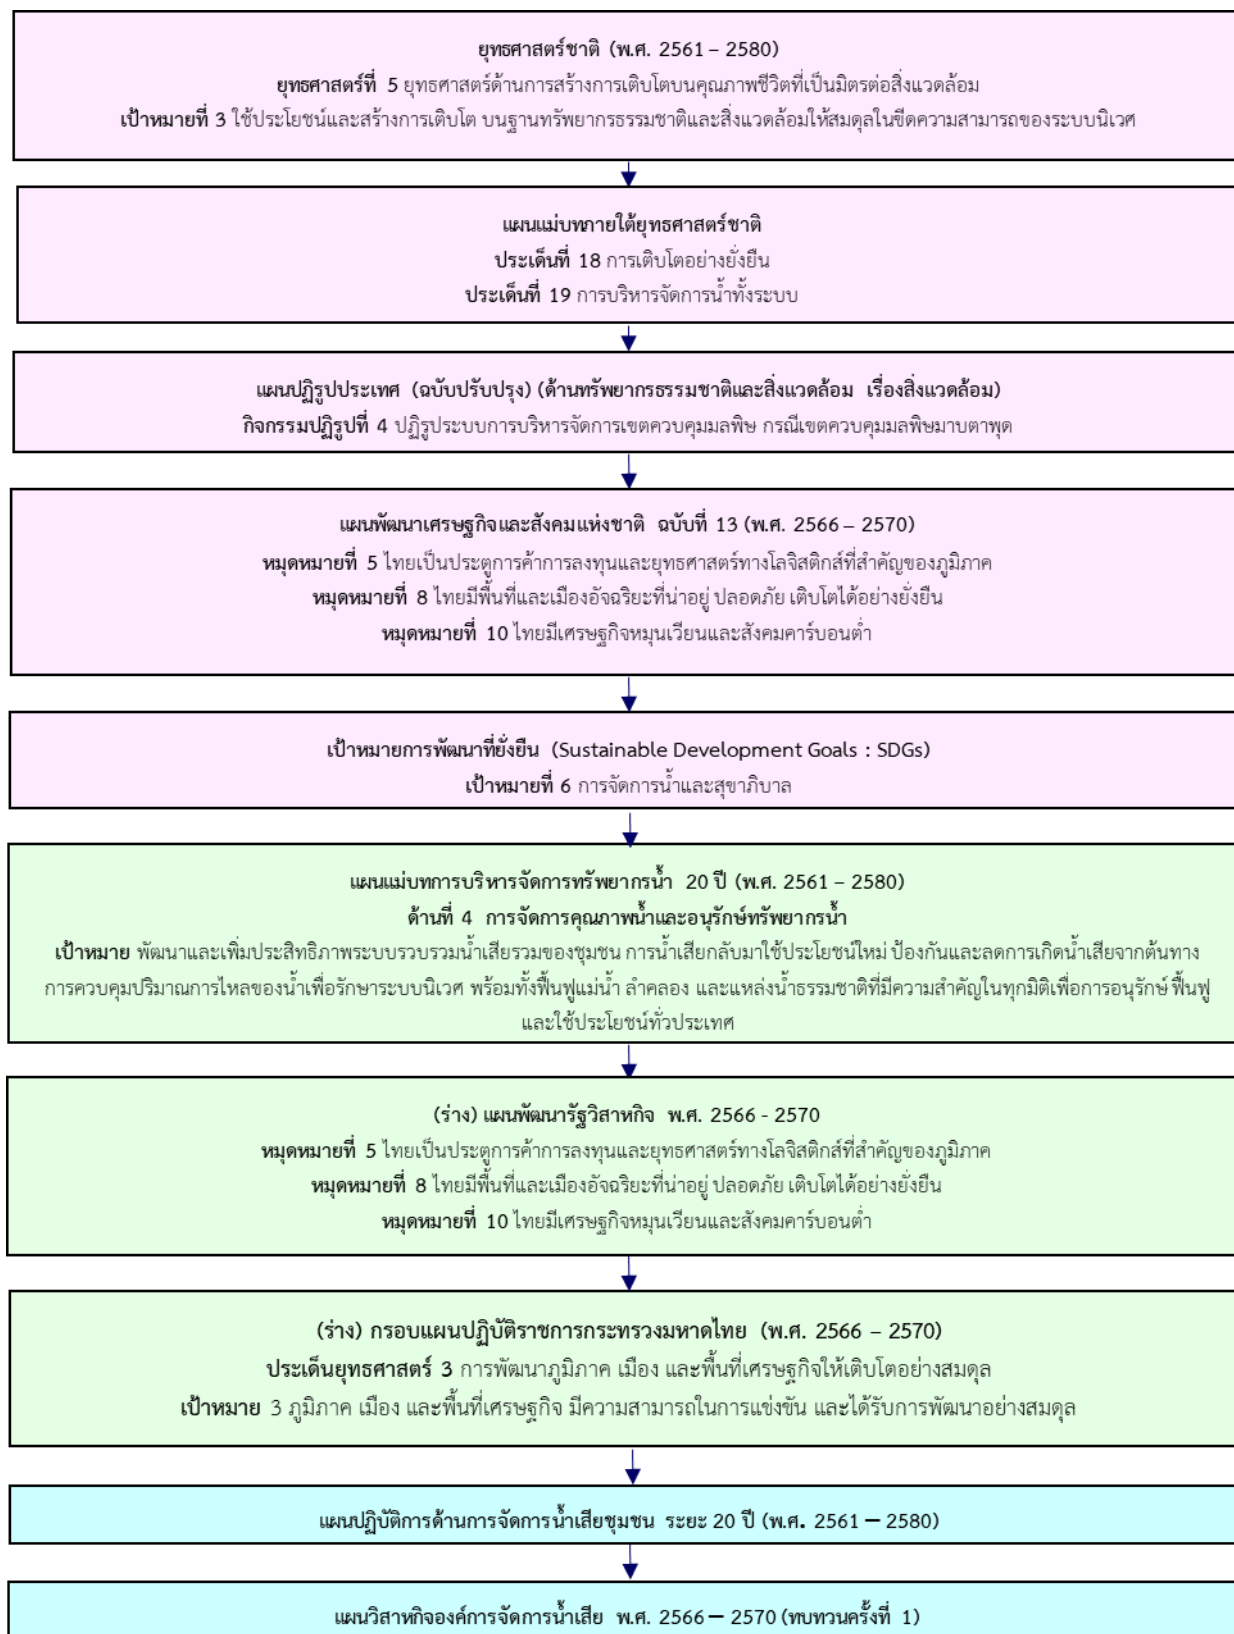 ยุทธศาสตร์ชาติ (พ.ศ. 2561 – 2580)
ยุทธศาสตร์ที่ 5 ยุทธศาสตร์ด้านการสร้างการเติบโตบนคุณภาพชีวิตที่เป็นมิตรต่อสิ่งแวดล้อม
เป้าหมายที่ 3 ใช้ประโยชน์และสร้างการเติบโต บนฐานทรัพยากรธรรมชาติและสิ่งแวดล้อมให้สมดุลในขีดความสามารถของระบบนิเวศ
แผนแม่บทภายใต้ยุทธศาสตร์ชาติ
ประเด็นที่ 18 การเติบโตอย่างยั่งยืน
ประเด็นที่ 19 การบริหารจัดการน้ำทั้งระบบ
แผนปฏิรูปประเทศ (ฉบับปรับปรุง) (ด้านทรัพยากรธรรมชาติและสิ่งแวดล้อม เรื่องสิ่งแวดล้อม)
กิจกรรมปฏิรูปที่ 4 ปฏิรูประบบการบริหารจัดการเขตควบคุมมลพิษ กรณีเขตควบคุมมลพิษมาบตาพุด
แผนพัฒนาเศรษฐกิจและสังคมแห่งชาติ ฉบับที่ 13 (พ.ศ. 2566 – 2570)
หมุดหมายที่ 5 ไทยเป็นประตูการค้าการลงทุนและยุทธศาสตร์ทางโลจิสติกส์ที่สำคัญของภูมิภาค
หมุดหมายที่ 8 ไทยมีพื้นที่และเมืองอัจฉริยะที่น่าอยู่ ปลอดภัย เติบโตได้อย่างยั่งยืน
หมุดหมายที่ 10 ไทยมีเศรษฐกิจหมุนเวียนและสังคมคาร์บอนต่ำ
เป้าหมายการพัฒนาที่ยั่งยืน (Sustainable Development Goals : SDGs)
เป้าหมายที่ 6 การจัดการน้ำและสุขาภิบาล
แผนแม่บทการบริหารจัดการทรัพยากรน้ำ 20 ปี (พ.ศ. 2561 – 2580)
ด้านที่ 4 การจัดการคุณภาพน้ำและอนุรักษ์ทรัพยากรน้ำ
เป้าหมาย พัฒนาและเพิ่มประสิทธิภาพระบบรวบรวมน้ำเสียรวมของชุมชน การน้ำเสียกลับมาใช้ประโยชน์ใหม่ ป้องกันและลดการเกิดน้ำเสียจากต้นทาง
การควบคุมปริมาณการไหลของน้ำเพื่อรักษาระบบนิเวศ พร้อมทั้งฟื้นฟูแม่น้ำ ลำคลอง และแหล่งน้ำธรรมชาติที่มีความสำคัญในทุกมิติเพื่อการอนุรักษ์ ฟื้นฟู
และใช้ประโยชน์ทั่วประเทศ
(ร่าง) แผนพัฒนารัฐวิสาหกิจ พ.ศ. 2566 - 2570
หมุดหมายที่ 5 ไทยเป็นประตูการค้าการลงทุนและยุทธศาสตร์ทางโลจิสติกส์ที่สำคัญของภูมิภาค
หมุดหมายที่ 8 ไทยมีพื้นที่และเมืองอัจฉริยะที่น่าอยู่ ปลอดภัย เติบโตได้อย่างยั่งยืน
หมุดหมายที่ 10 ไทยมีเศรษฐกิจหมุนเวียนและสังคมคาร์บอนต่ำ
(ร่าง) กรอบแผนปฏิบัติราชการกระทรวงมหาดไทย (พ.ศ. 2566 – 2570)
ประเด็นยุทธศาสตร์ 3 การพัฒนาภูมิภาค เมือง และพื้นที่เศรษฐกิจให้เติบโตอย่างสมดุล
เป้าหมาย 3 ภูมิภาค เมือง และพื้นที่เศรษฐกิจ มีความสามารถในการแข่งขัน และได้รับการพัฒนาอย่างสมดุล
แผนปฏิบัติการด้านการจัดการน้ำเสียชุมชน ระยะ 20 ปี (พ.ศ. 2561 – 2580)
แผนวิสาหกิจองค์การจัดการน้ำเสีย พ.ศ. 2566 – 2570 (ทบทวนครั้งที่ 1)